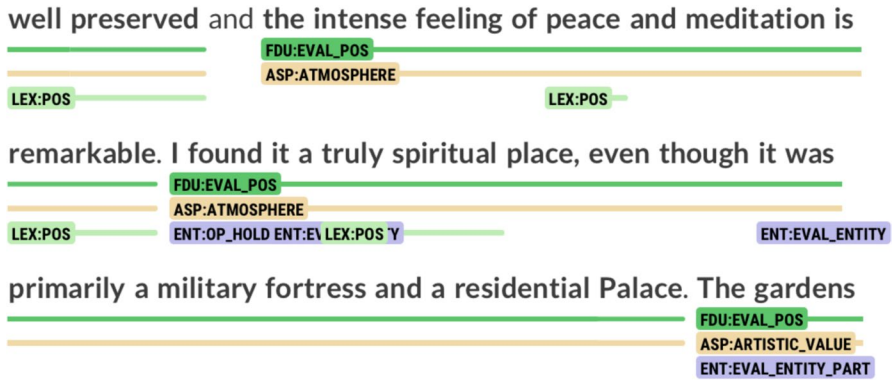 well preserved and the intense feeling of peace and meditation is
FDU:EVAL_POS
ASP:ATMOSPHERE
LEX:POS LEX:POS
remarkable. I found it a truly spiritual place, even though it was
FDU:EVAL_POS
ASP:ATMOSPHERE
LEX:POS ENT:OP_HOLD ENT:EV LEX:POS Y ENT:EVAL_ENTITY
primarily a military fortress and a residential Palace. The gardens
FDU:EVAL_POS
ASP:ARTISTIC_VALUE
ENT:EVAL_ENTITY_PART